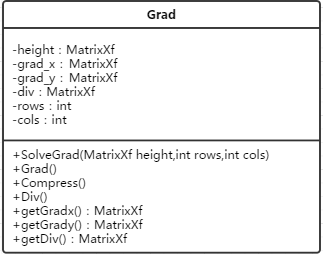 Grad
-height : MatrixXf
-grad_x : MatrixXf
-grad_y : MatrixXf
-div : MatrixXf
-rows : int
-cols : int
+SolveGrad(MatrixXf height,int rows,int cols)
+Grad()
+Compress()
+Div()
+getGradx() : MatrixXf
+getGrady() : MatrixXf
+getDiv() : MatrixXf